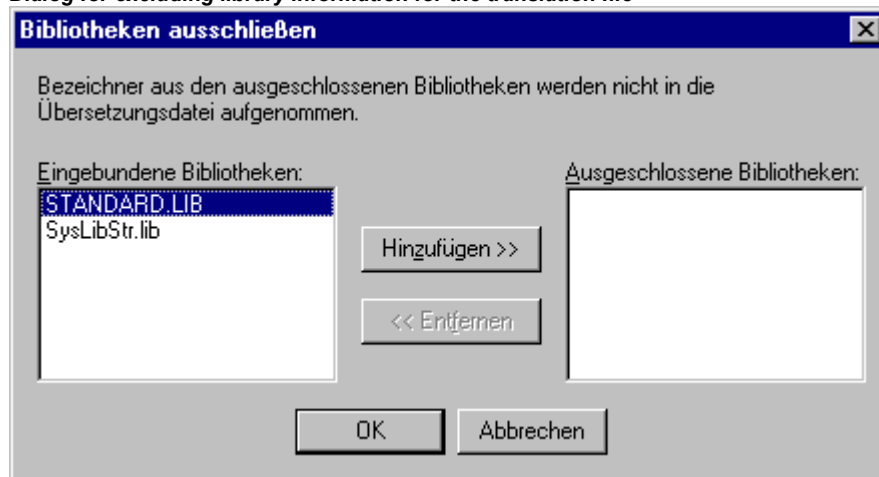 Dialog for excluding library information for the translation file
Bibliotheken ausschließen
Bezeichner aus den ausgeschlossenen Bibliotheken werden nicht in die
Übersetzungsdatei aufgenommen.
Eingebundene Bibliotheken:
Ausgeschlossene Bibliotheken:
STANDARD.LIB
SysLibStr.lib
Hinzufügen >>
<< Entfernen
OK
Abbrechen